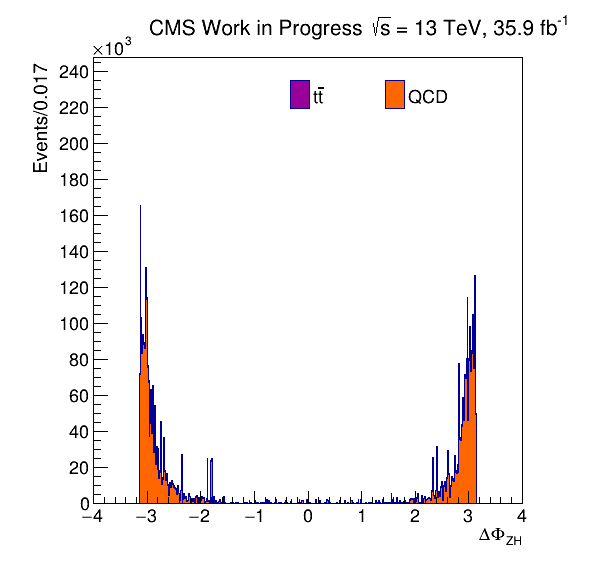 CMS Work in Progress √s = 13 TeV, 35.9 fb⁻¹
×10³
Events/0.017
240
220
200
180
160
140
120
100
80
60
40
20
0
tt̄
QCD
−4 −3 −2 −1 0 1 2 3 4
ΔΦ_ZH